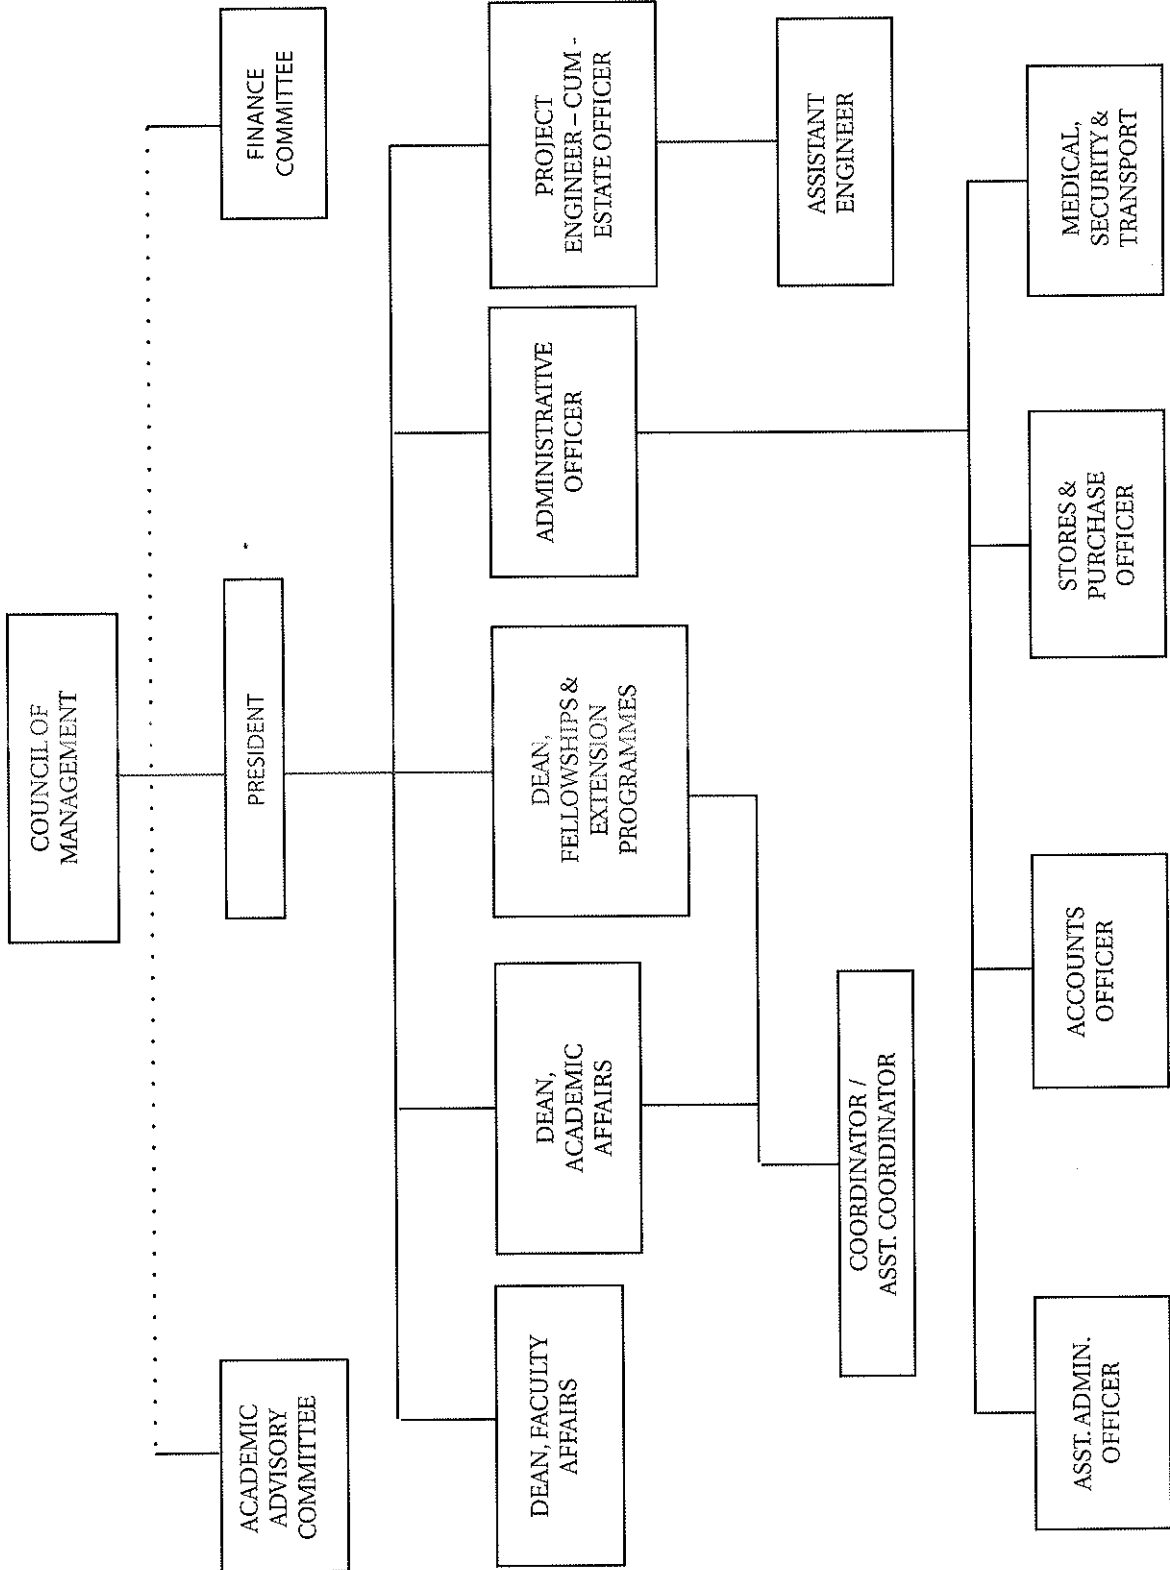 COUNCIL OF
MANAGEMENT
ACADEMIC
ADVISORY
COMMITTEE
PRESIDENT
FINANCE
COMMITTEE
DEAN, FACULTY
AFFAIRS
DEAN,
ACADEMIC
AFFAIRS
DEAN,
FELLOWSHIPS &
EXTENSION
PROGRAMMES
ADMINISTRATIVE
OFFICER
PROJECT
ENGINEER – CUM -
ESTATE OFFICER
COORDINATOR /
ASST. COORDINATOR
ASSISTANT
ENGINEER
ASST. ADMIN.
OFFICER
ACCOUNTS
OFFICER
STORES &
PURCHASE
OFFICER
MEDICAL,
SECURITY &
TRANSPORT